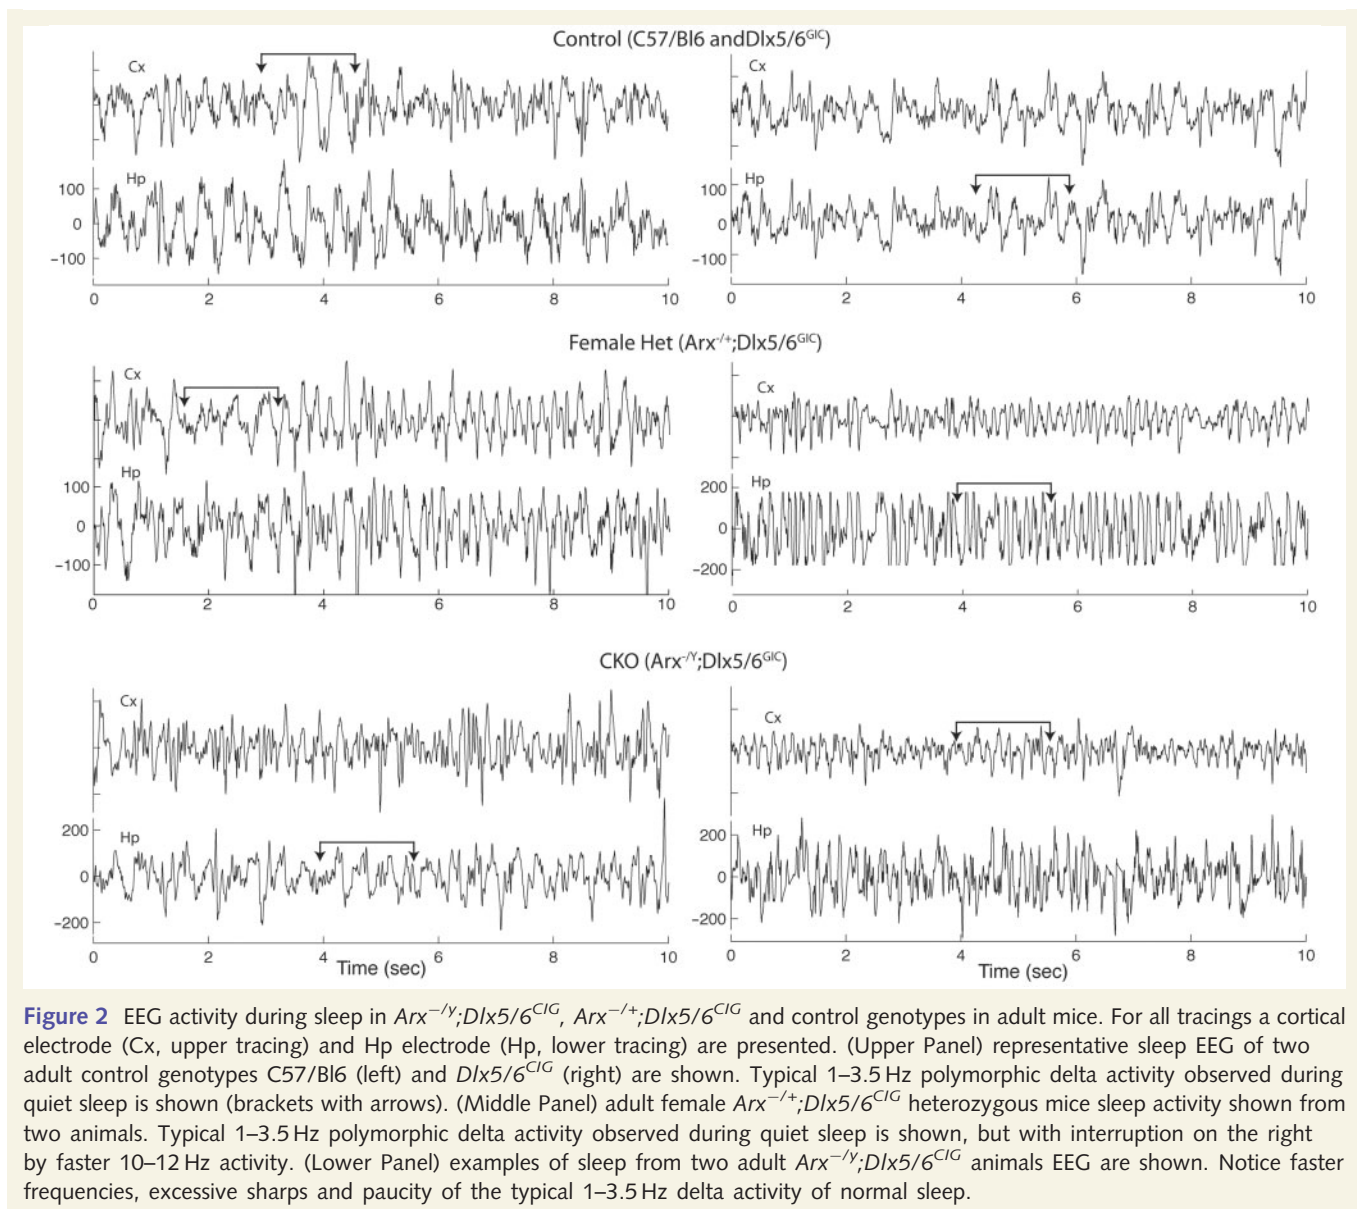 Control (C57/Bl6 andDlx5/6GIC)
Cx
Cx
Hp
Hp
100
0
−100
100
0
−100
0 2 4 6 8 10
0 2 4 6 8 10
Female Het (Arx-/+;Dlx5/6GIC)
Cx
Cx
Hp
Hp
100
0
−100
200
0
−200
0 2 4 6 8 10
0 2 4 6 8 10
CKO (Arx-/Y;Dlx5/6GIC)
Cx
Cx
Hp
Hp
200
0
−200
200
0
−200
0 2 4 6 8 10
0 2 4 6 8 10
Time (sec)
Time (sec)
Figure 2 EEG activity during sleep in Arx−/y;Dlx5/6CIG, Arx−/+;Dlx5/6CIG and control genotypes in adult mice. For all tracings a cortical
electrode (Cx, upper tracing) and Hp electrode (Hp, lower tracing) are presented. (Upper Panel) representative sleep EEG of two
adult control genotypes C57/Bl6 (left) and Dlx5/6CIG (right) are shown. Typical 1–3.5 Hz polymorphic delta activity observed during
quiet sleep is shown (brackets with arrows). (Middle Panel) adult female Arx−/+;Dlx5/6CIG heterozygous mice sleep activity shown from
two animals. Typical 1–3.5 Hz polymorphic delta activity observed during quiet sleep is shown, but with interruption on the right
by faster 10–12 Hz activity. (Lower Panel) examples of sleep from two adult Arx−/y;Dlx5/6CIG animals EEG are shown. Notice faster
frequencies, excessive sharps and paucity of the typical 1–3.5 Hz delta activity of normal sleep.